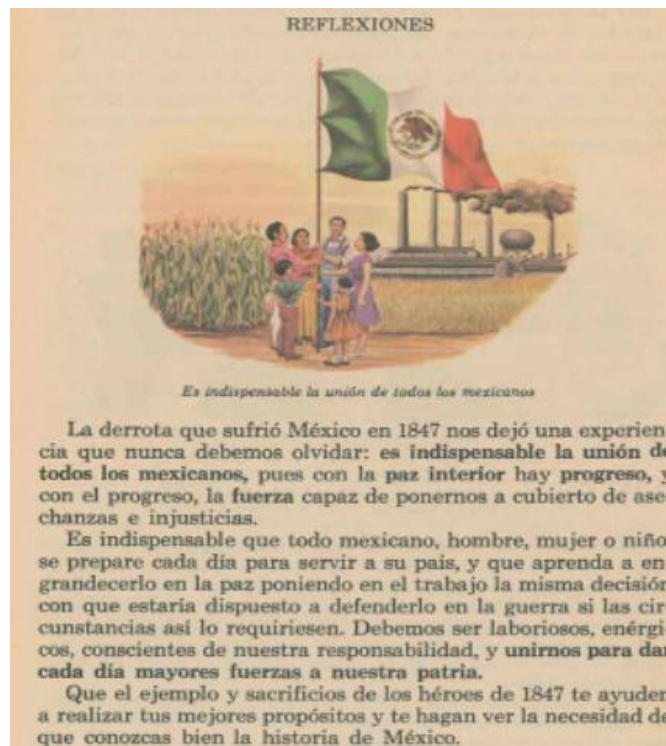 REFLEXIONES
Es indispensable la unión de todos los mexicanos
La derrota que sufrió México en 1847 nos dejó una experien
cia que nunca debemos olvidar: es indispensable la unión de
todos los mexicanos, pues con la paz interior hay progreso, y
con el progreso, la fuerza capaz de ponernos a cubierto de ase
chanzas e injusticias.
Es indispensable que todo mexicano, hombre, mujer o niño,
se prepare cada día para servir a su país, y que aprenda a en
grandecerlo en la paz poniendo en el trabajo la misma decisión
con que estaría dispuesto a defenderlo en la guerra si las cir
cunstancias así lo requiriesen. Debemos ser laboriosos, enérgi
cos, conscientes de nuestra responsabilidad, y unirnos para dar
cada día mayores fuerzas a nuestra patria.
Que el ejemplo y sacrificios de los héroes de 1847 te ayuden
a realizar tus mejores propósitos y te hagan ver la necesidad de
que conozcas bien la historia de México.